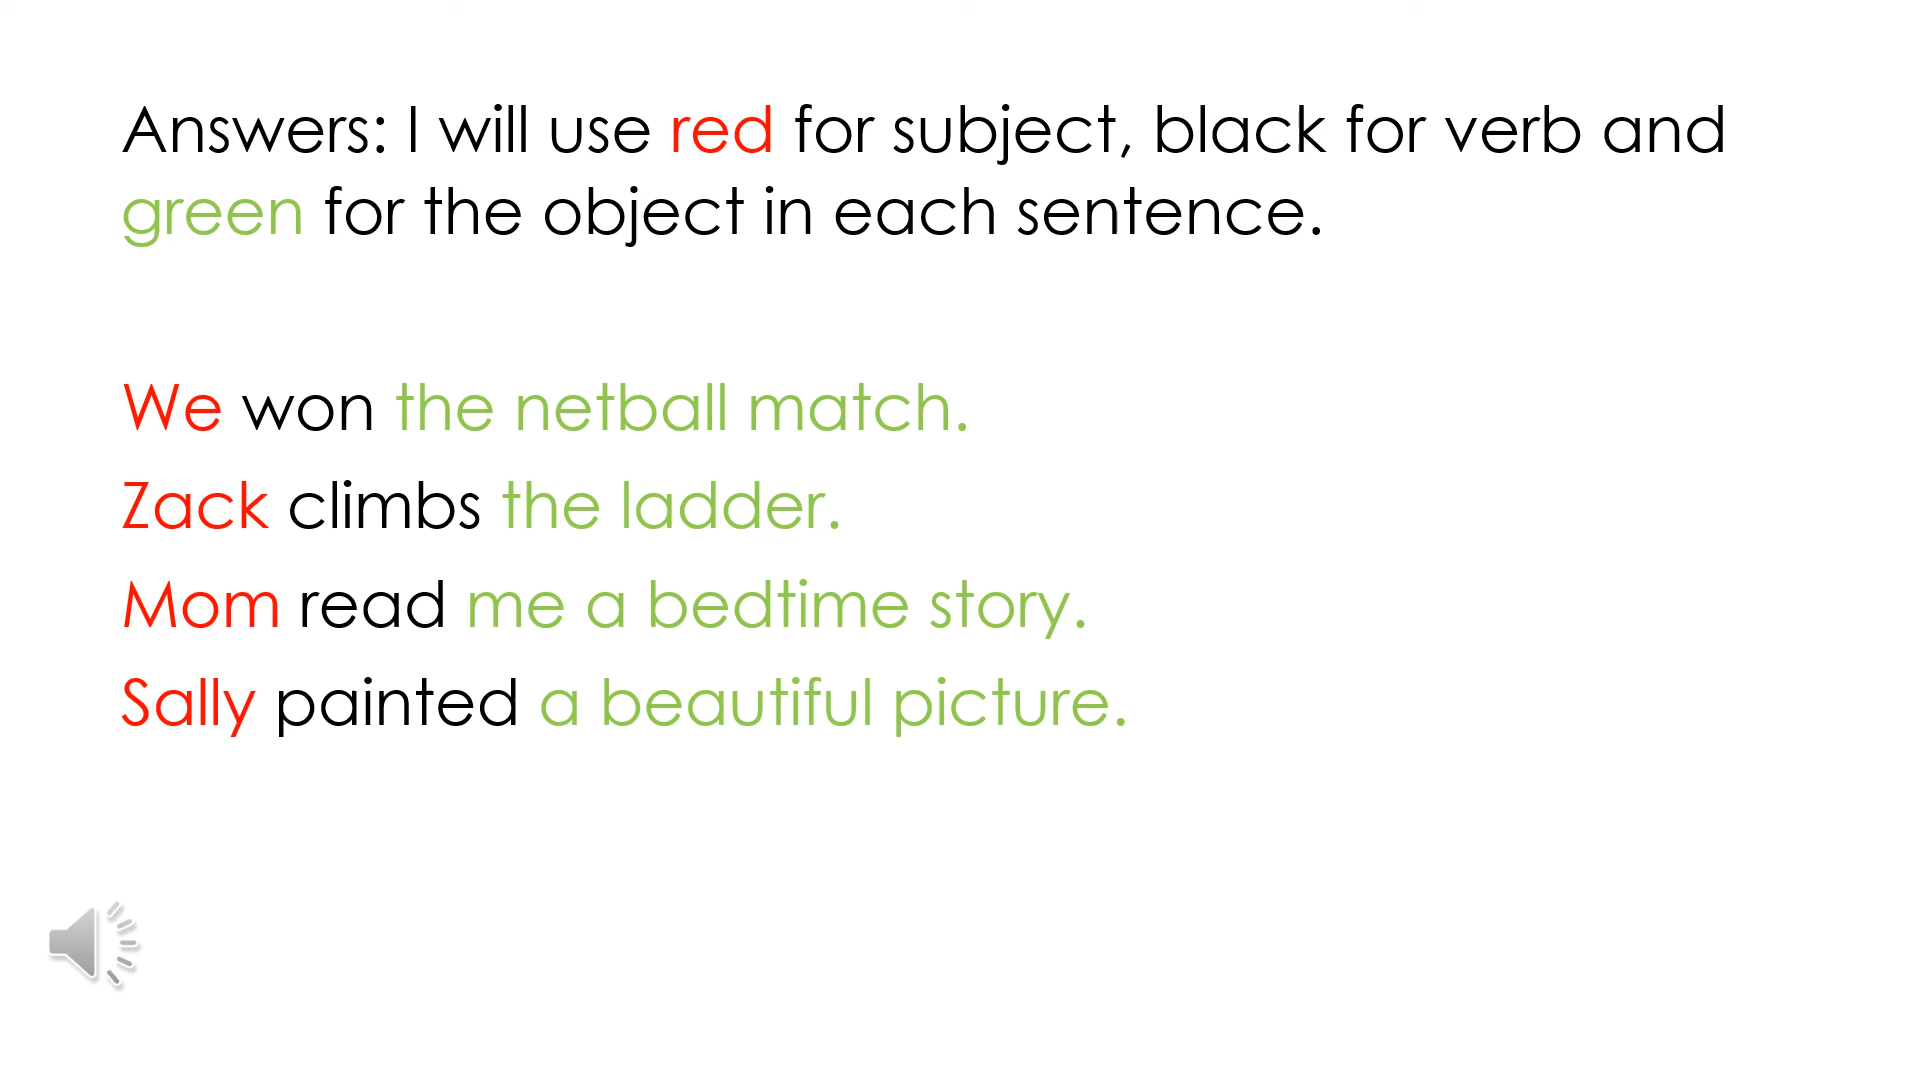 Answers: I will use red for subject, black for verb and
green for the object in each sentence.
We won the netball match.
Zack climbs the ladder.
Mom read me a bedtime story.
Sally painted a beautiful picture.